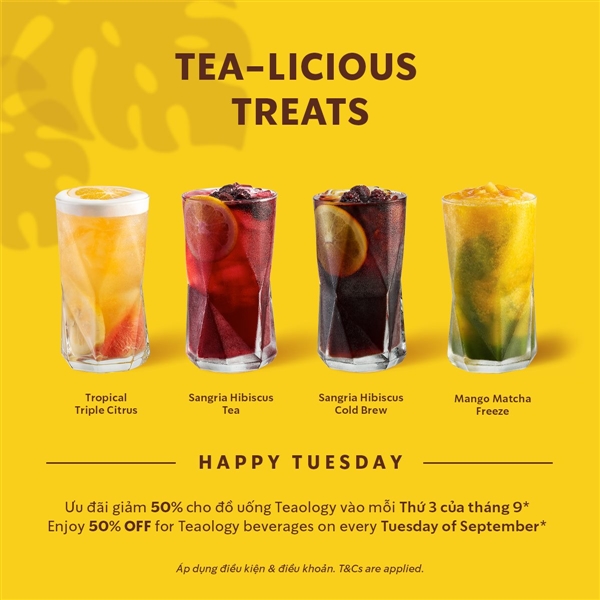 TEA-LICIOUS
TREATS
Tropical
Triple Citrus
Sangria Hibiscus
Tea
Sangria Hibiscus
Cold Brew
Mango Matcha
Freeze
HAPPY TUESDAY
Ưu đãi giảm 50% cho đồ uống Teaology vào mỗi Thứ 3 của tháng 9*
Enjoy 50% OFF for Teaology beverages on every Tuesday of September*
Áp dụng điều kiện & điều khoản. T&Cs are applied.